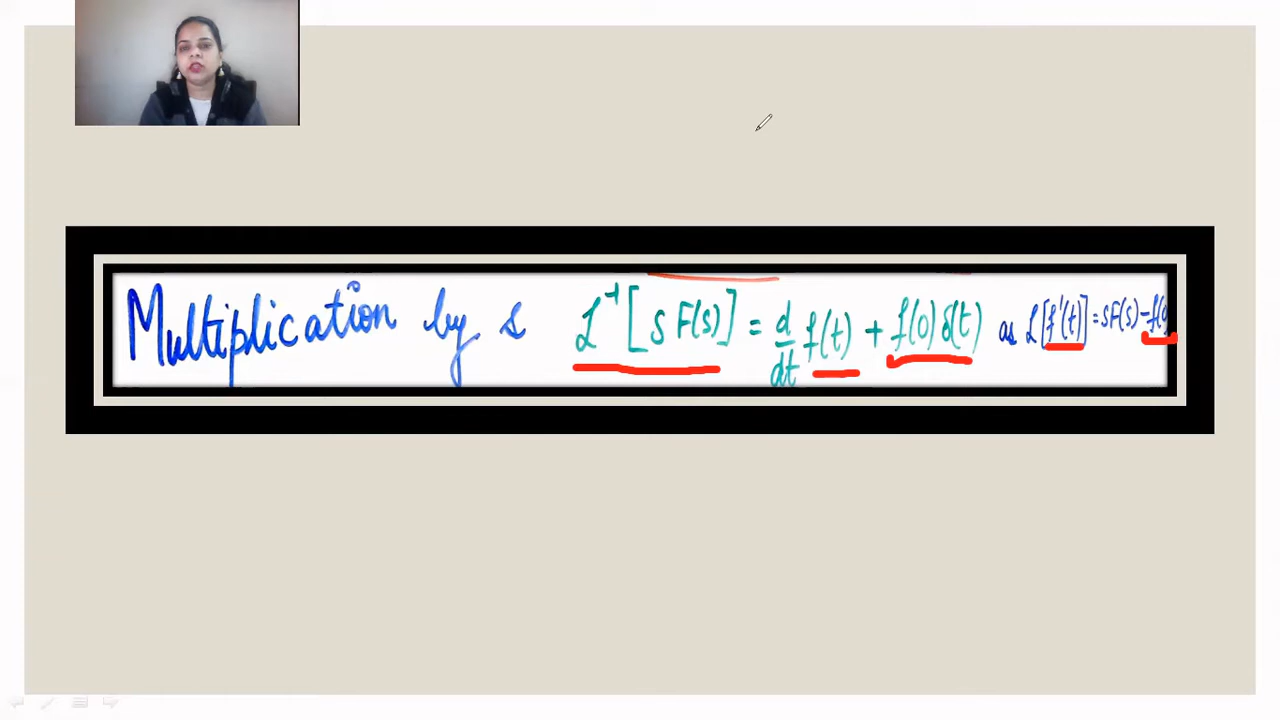 Multiplication by s L⁻¹[s F(s)] = d/dt f(t) + f(0) δ(t) as L[f'(t)] = sF(s) - f(0